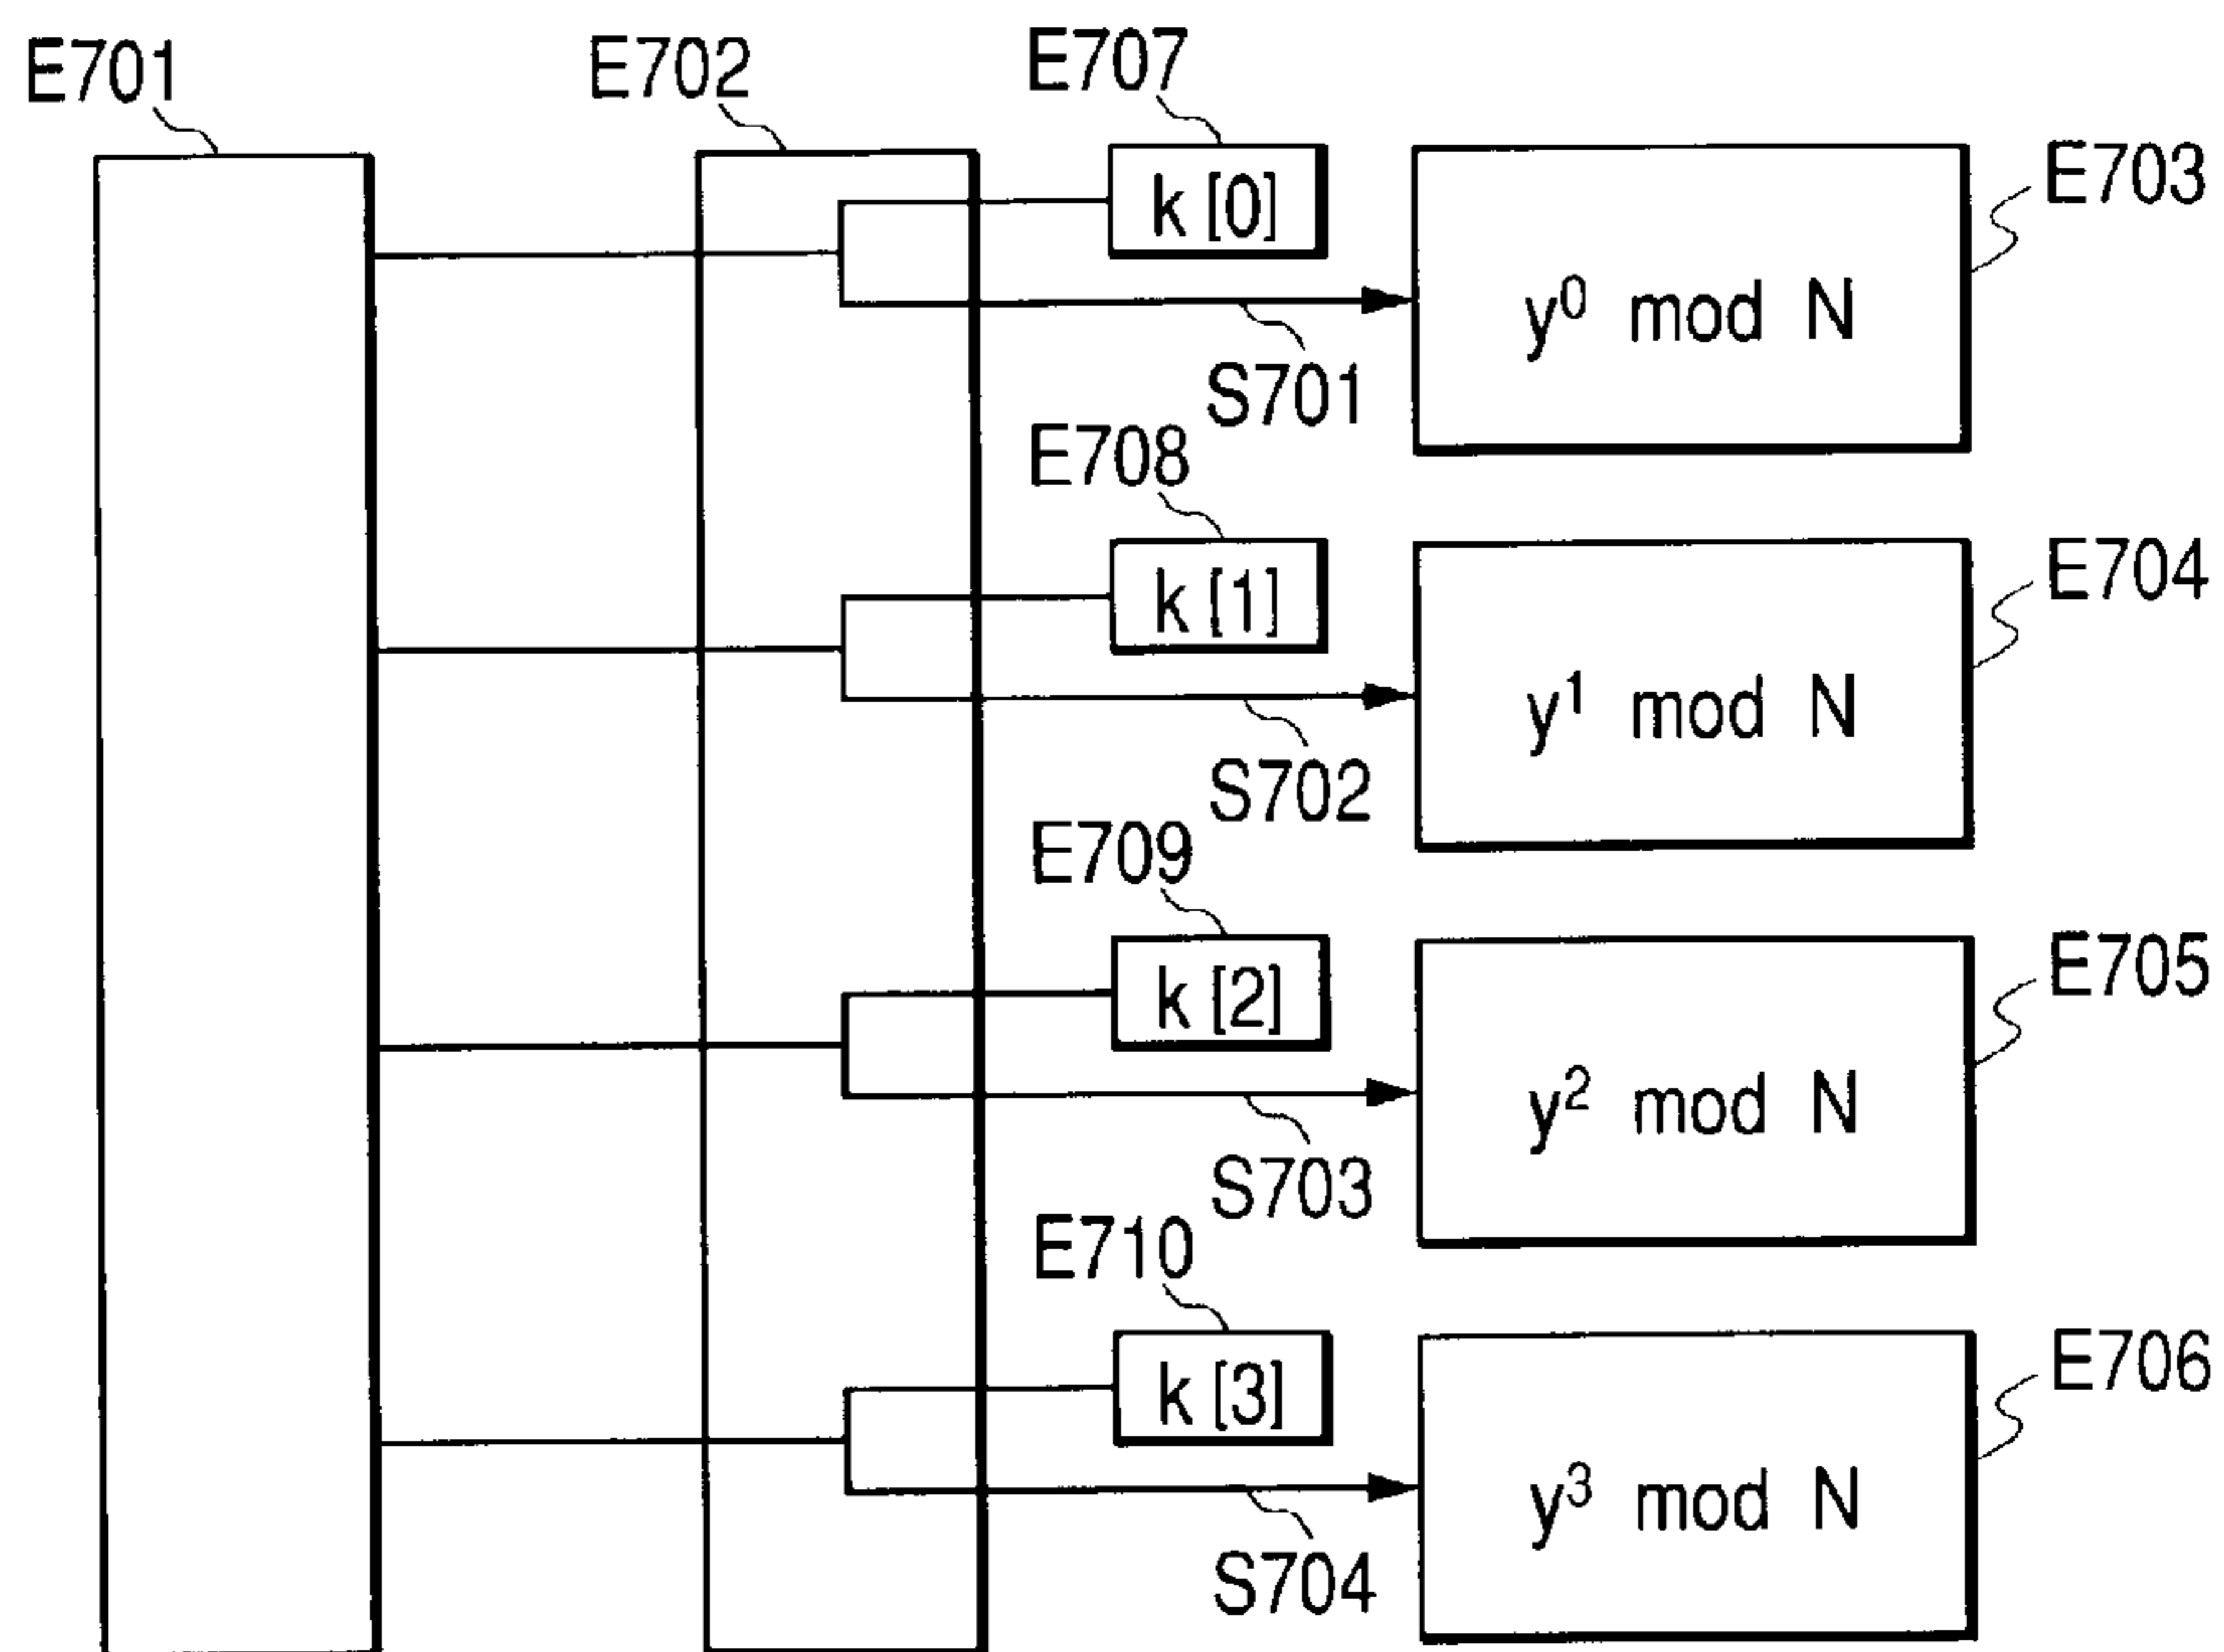 E701
E702
E707
k [0]
E703
y⁰ mod N
S701
E708
k [1]
E704
y¹ mod N
S702
E709
k [2]
E705
y² mod N
S703
E710
k [3]
E706
y³ mod N
S704